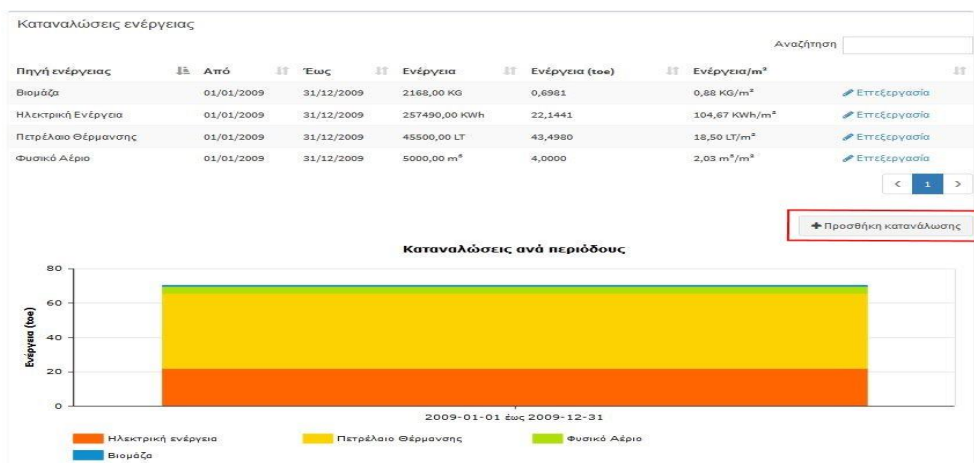 Καταναλώσεις ενέργειας
Αναζήτηση
Πηγή ενέργειας Από Έως Ενέργεια Ενέργεια (toe) Ενέργεια/m²
Βιομάζα 01/01/2009 31/12/2009 2168,00 KG 0,6981 0,88 KG/m² Επεξεργασία
Ηλεκτρική Ενέργεια 01/01/2009 31/12/2009 257490,00 KWh 22,1441 104,67 KWh/m² Επεξεργασία
Πετρέλαιο Θέρμανσης 01/01/2009 31/12/2009 45500,00 LT 43,4980 18,50 LT/m² Επεξεργασία
Φυσικό Αέριο 01/01/2009 31/12/2009 5000,00 m³ 4,0000 2,03 m³/m² Επεξεργασία
< 1 >
+ Προσθήκη κατανάλωσης
Καταναλώσεις ανά περιόδους
Ενέργεια (toe)
80
60
40
20
0
2009-01-01 έως 2009-12-31
Ηλεκτρική ενέργεια Πετρέλαιο Θέρμανσης Φυσικό Αέριο
Βιομάζα